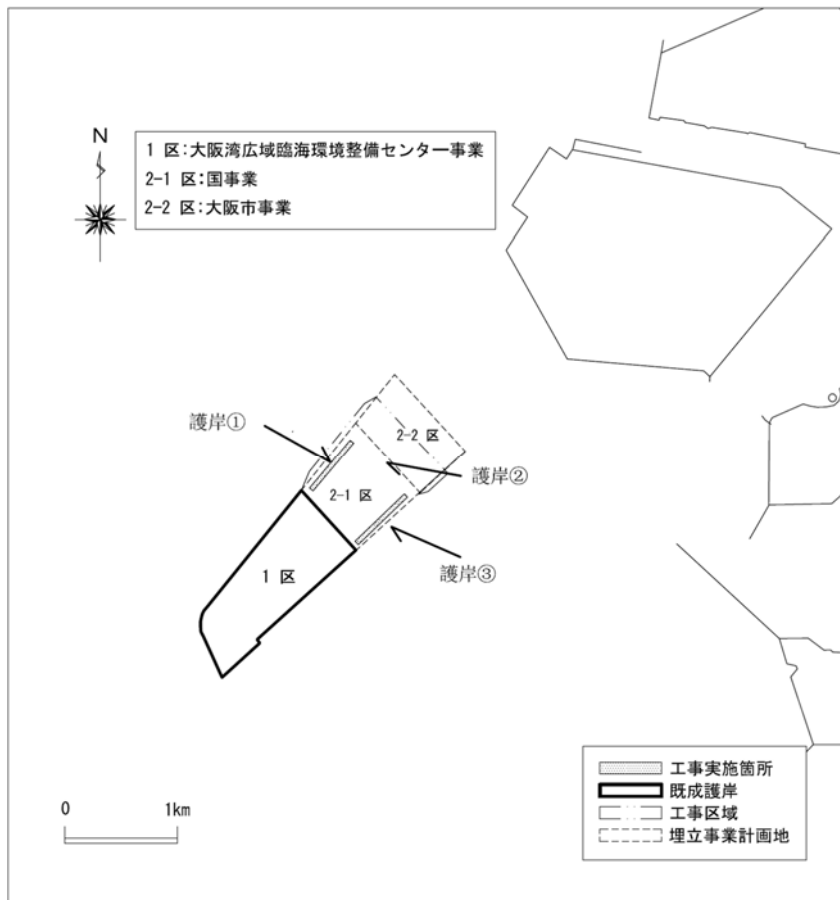 N
1 区:大阪湾広域臨海環境整備センター事業
2-1 区:国事業
2-2 区:大阪市事業
護岸①
2-2 区
護岸②
2-1 区
護岸③
1 区
工事実施箇所
既成護岸
工事区域
埋立事業計画地
0 1km